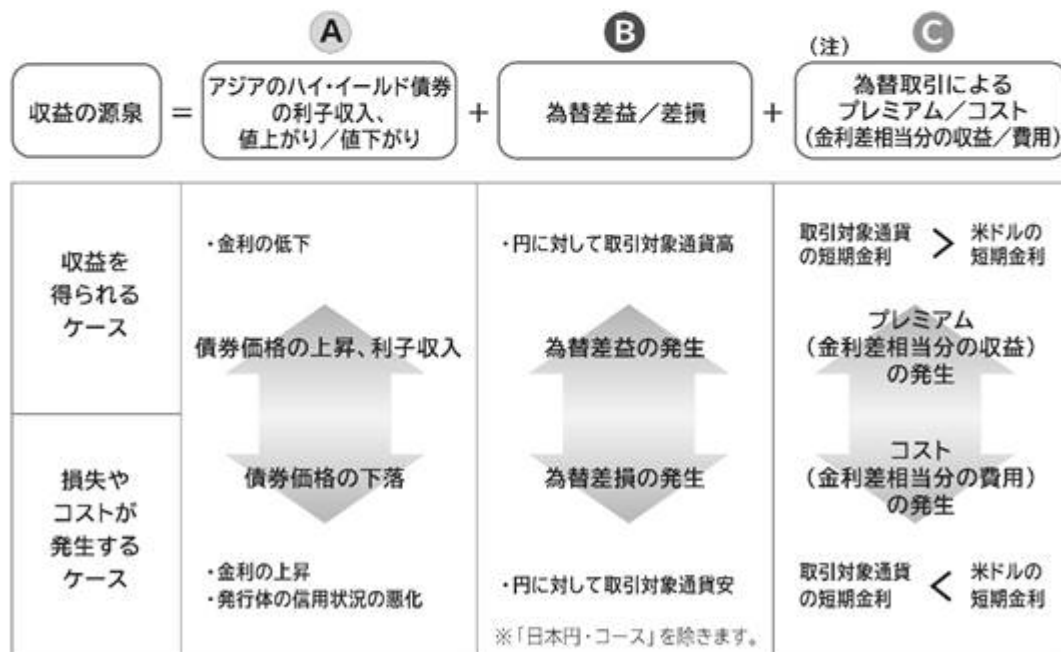 A
B
(注)
C
収益の源泉
=
アジアのハイ・イールド債券
の利子収入、
値上がり/値下がり
+
為替差益/差損
+
為替取引による
プレミアム/コスト
(金利差相当分の収益/費用)
収益を
得られる
ケース
・金利の低下
債券価格の上昇、利子収入
・円に対して取引対象通貨高
為替差益の発生
取引対象通貨
の短期金利
>
米ドルの
短期金利
プレミアム
(金利差相当分の収益)
の発生
損失や
コストが
発生する
ケース
債券価格の下落
・金利の上昇
・発行体の信用状況の悪化
為替差損の発生
・円に対して取引対象通貨安
※「日本円・コース」を除きます。
コスト
(金利差相当分の費用)
の発生
取引対象通貨
の短期金利
<
米ドルの
短期金利